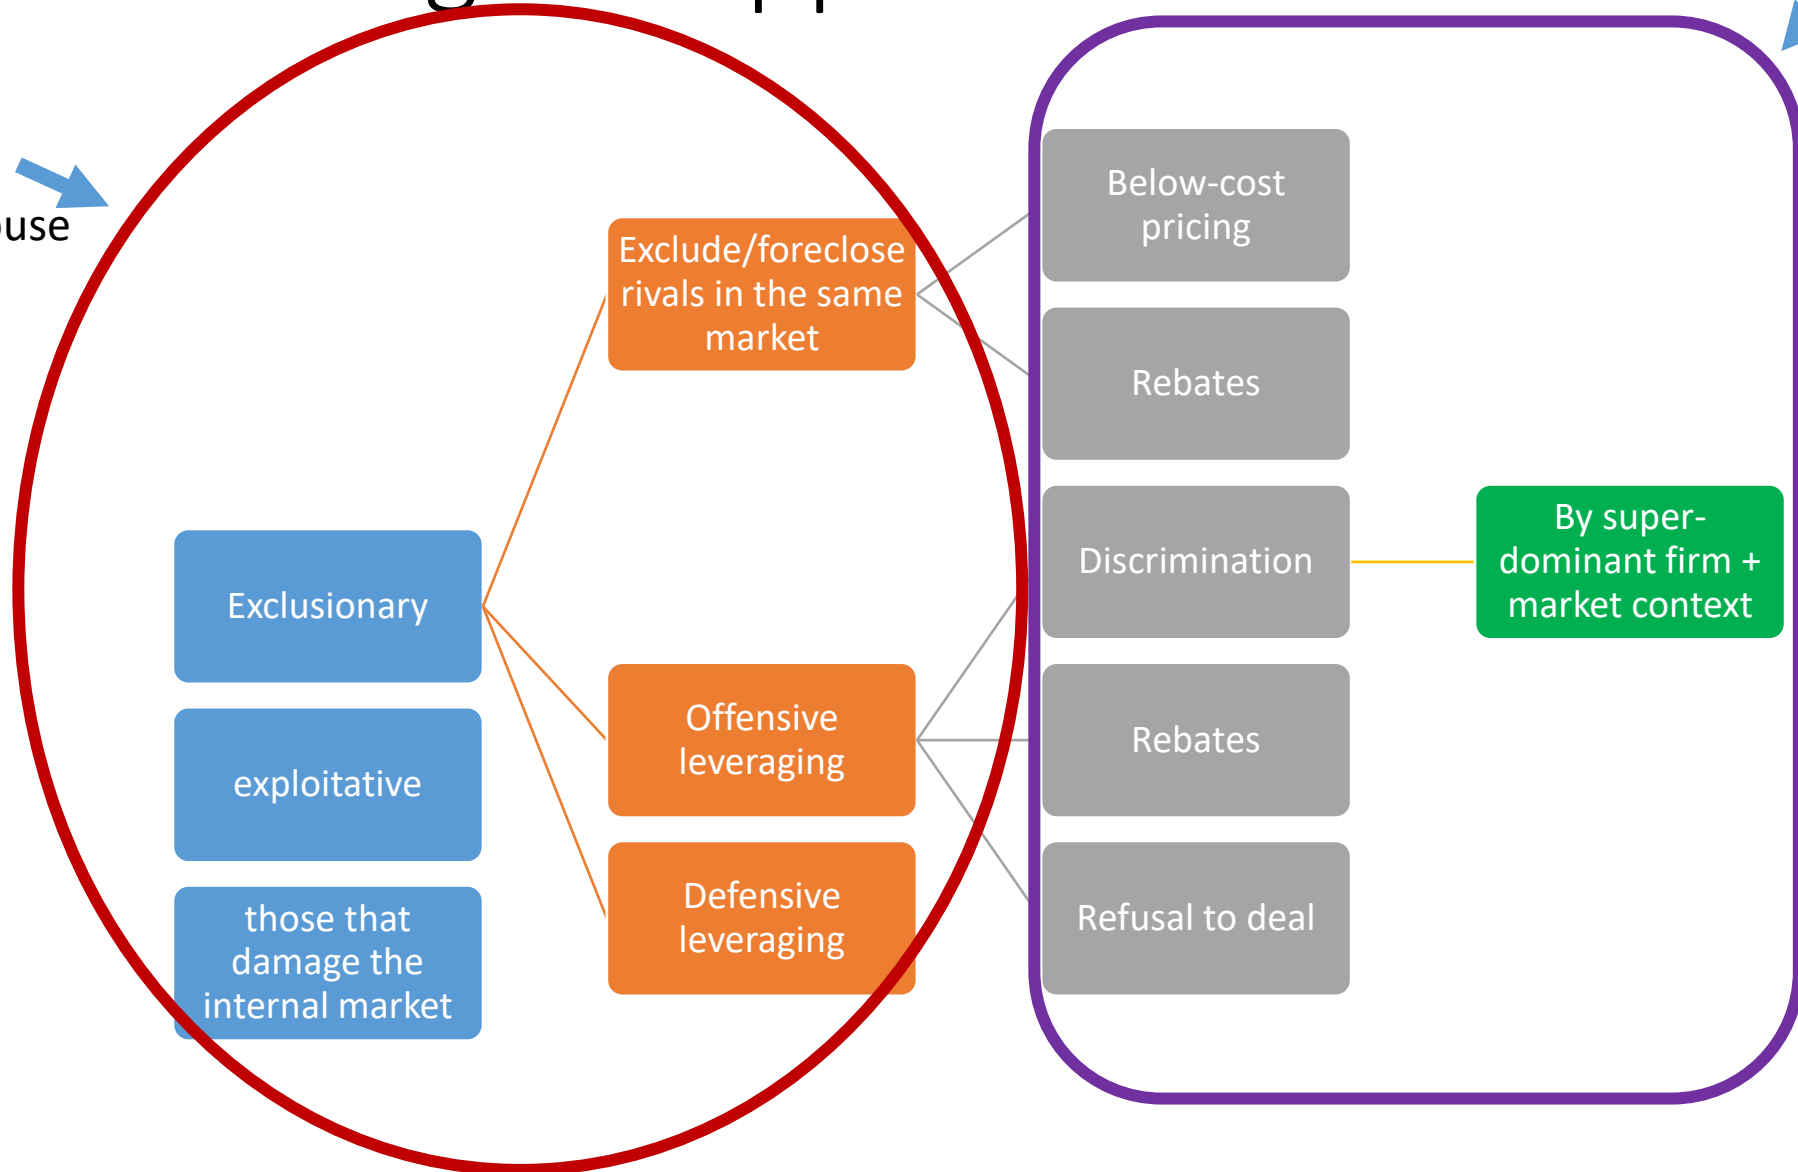 Exclusionary
exploitative
those that
damage the
internal market
Exclude/foreclose
rivals in the same
market
Offensive
leveraging
Defensive
leveraging
Below-cost
pricing
Rebates
Discrimination
Rebates
Refusal to deal
By super-
dominant firm +
market context